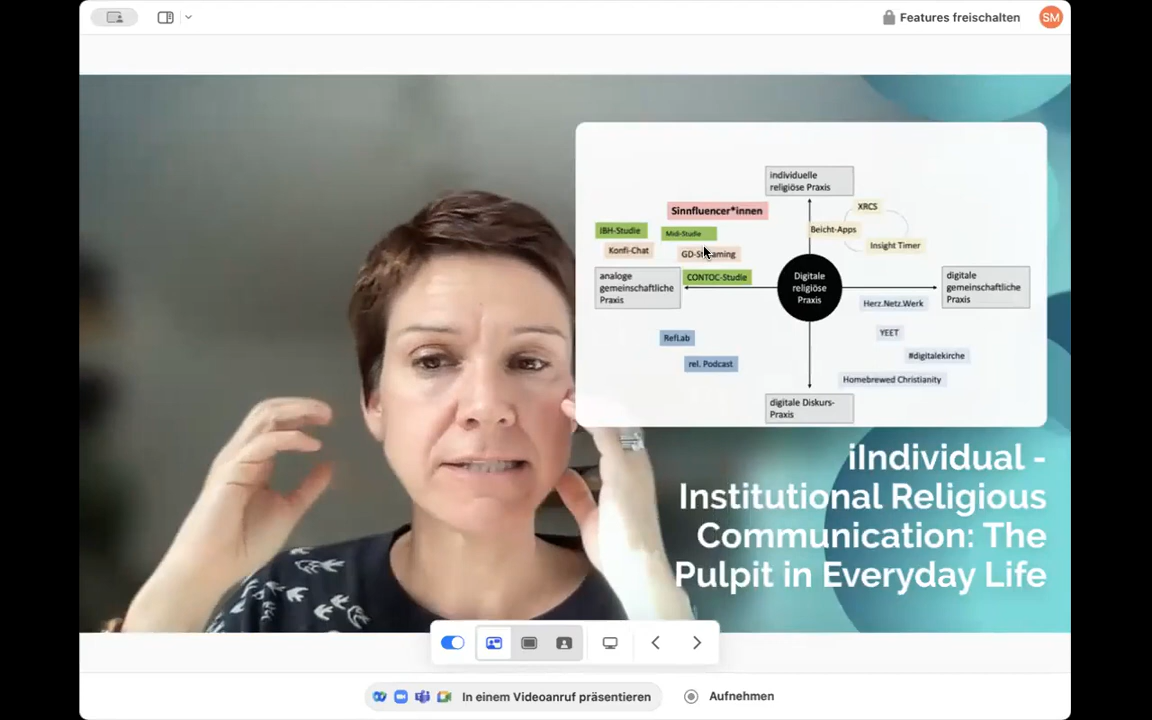 Features freischalten
SM
individuelle
religiöse Praxis
XRCS
Sinnfluencer*innen
IBH-Studie
Midi-Studie
Beicht-Apps
Konfi-Chat
GD-Streaming
Insight Timer
analoge
gemeinschaftliche
Praxis
CONTOC-Studie
Digitale
religiöse
Praxis
digitale
gemeinschaftliche
Praxis
Herz.Netz.Werk
RefLab
YEET
rel. Podcast
#digitalekirche
Homebrewed Christianity
digitale Diskurs-
Praxis
iIndividual -
Institutional Religious
Communication: The
Pulpit in Everyday Life
In einem Videoanruf präsentieren
Aufnehmen